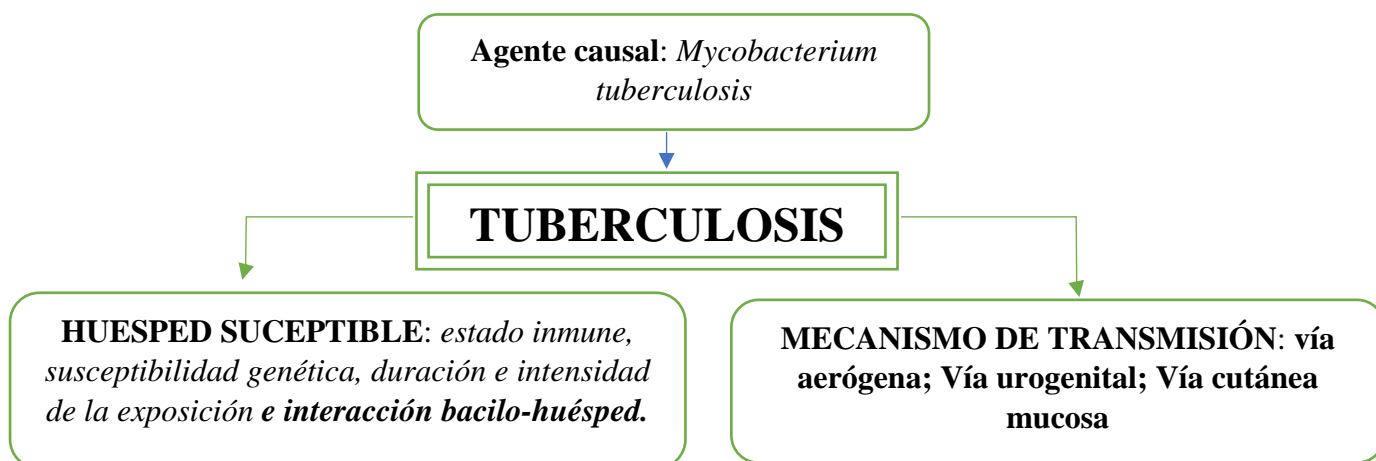 Agente causal: Mycobacterium
tuberculosis
TUBERCULOSIS
HUESPED SUCEPTIBLE: estado inmune,
susceptibilidad genética, duración e intensidad
de la exposición e interacción bacilo-huésped.
MECANISMO DE TRANSMISIÓN: vía
aerógena; Vía urogenital; Vía cutánea
mucosa